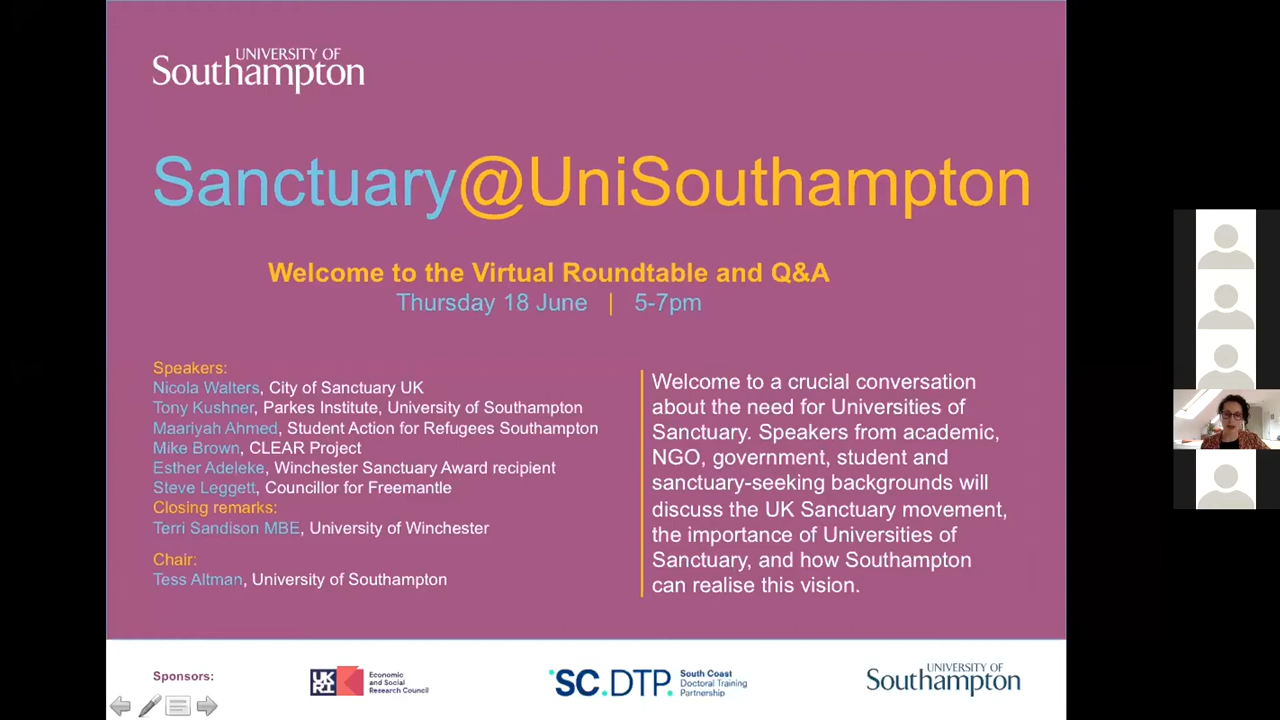 UNIVERSITY OF
Southampton
Sanctuary@UniSouthampton
Welcome to the Virtual Roundtable and Q&A
Thursday 18 June | 5-7pm
Speakers:
Nicola Walters, City of Sanctuary UK
Tony Kushner, Parkes Institute, University of Southampton
Maariyah Ahmed, Student Action for Refugees Southampton
Mike Brown, CLEAR Project
Esther Adeleke, Winchester Sanctuary Award recipient
Steve Leggett, Councillor for Freemantle
Closing remarks:
Terri Sandison MBE, University of Winchester
Chair:
Tess Altman, University of Southampton
Welcome to a crucial conversation
about the need for Universities of
Sanctuary. Speakers from academic,
NGO, government, student and
sanctuary-seeking backgrounds will
discuss the UK Sanctuary movement,
the importance of Universities of
Sanctuary, and how Southampton
can realise this vision.
Sponsors:
UKRI
Economic
and Social
Research Council
SC.DTP.
South Coast
Doctoral Training
Partnership
UNIVERSITY OF
Southampton